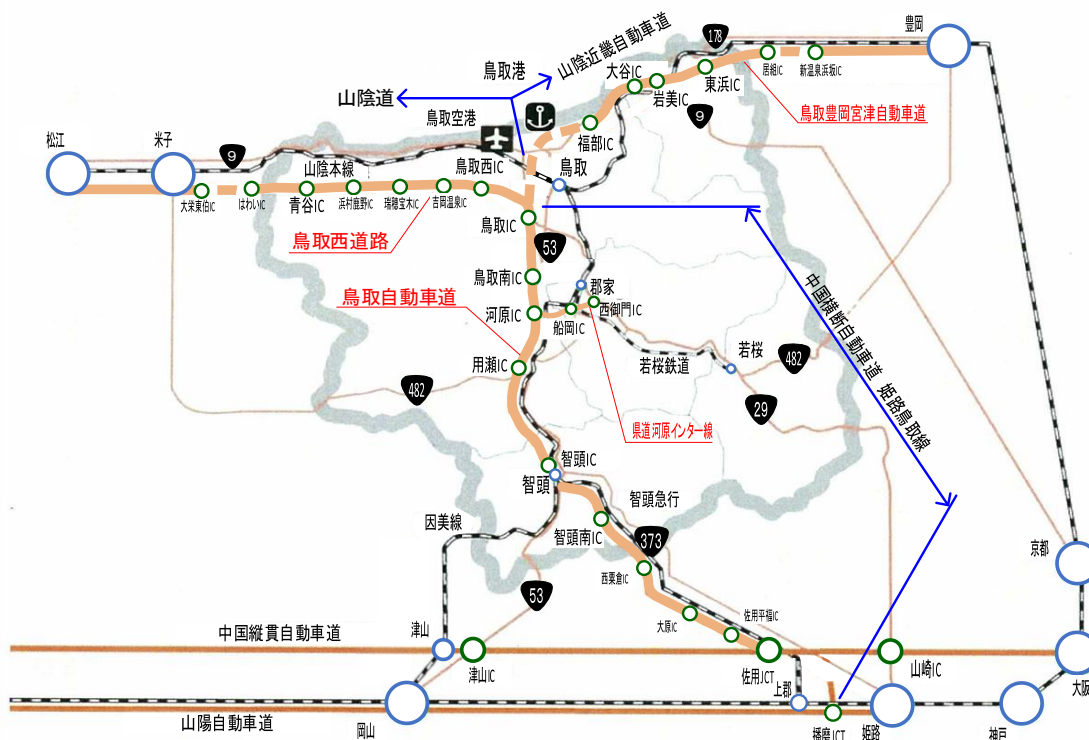 豊岡
178
山陰近畿自動車道
居組IC
新温泉浜坂IC
鳥取港
大谷IC
岩美IC
東浜IC
山陰道
鳥取豊岡宮津自動車道
鳥取空港
福部IC
9
松江
米子
9
山陰本線
鳥取西IC
鳥取
大栄東伯IC
はわいIC
青谷IC
浜村鹿野IC
瑞穂宝木IC
吉岡温泉IC
鳥取IC
鳥取西道路
53
鳥取南IC
郡家
中国横断自動車道 姫路鳥取線
鳥取自動車道
西御門IC
河原IC
船岡IC
若桜
482
用瀬IC
若桜鉄道
482
29
県道河原インター線
智頭IC
智頭
智頭急行
因美線
智頭南IC
373
京都
西粟倉IC
53
大原IC
佐用平福IC
中国縦貫自動車道
津山
津山IC
佐用JCT
山崎IC
大阪
上郡
山陽自動車道
岡山
播磨JCT
姫路
神戸